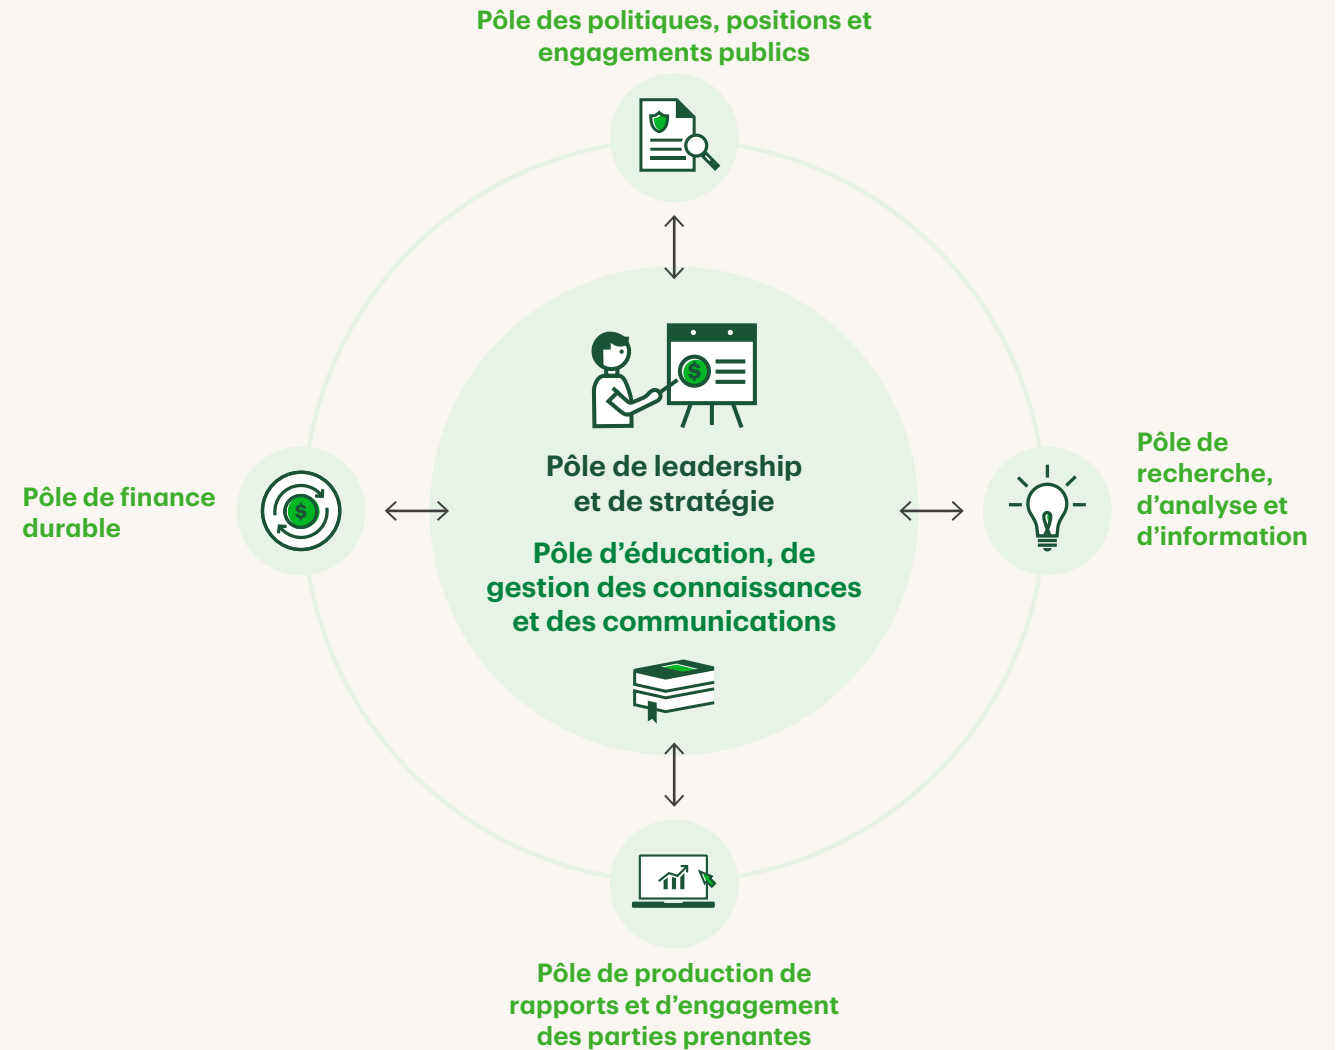 Pôle des politiques, positions et
engagements publics
Pôle de finance
durable
Pôle de leadership
et de stratégie
Pôle d’éducation, de
gestion des connaissances
et des communications
Pôle de
recherche,
d’analyse et
d’information
Pôle de production de
rapports et d’engagement
des parties prenantes